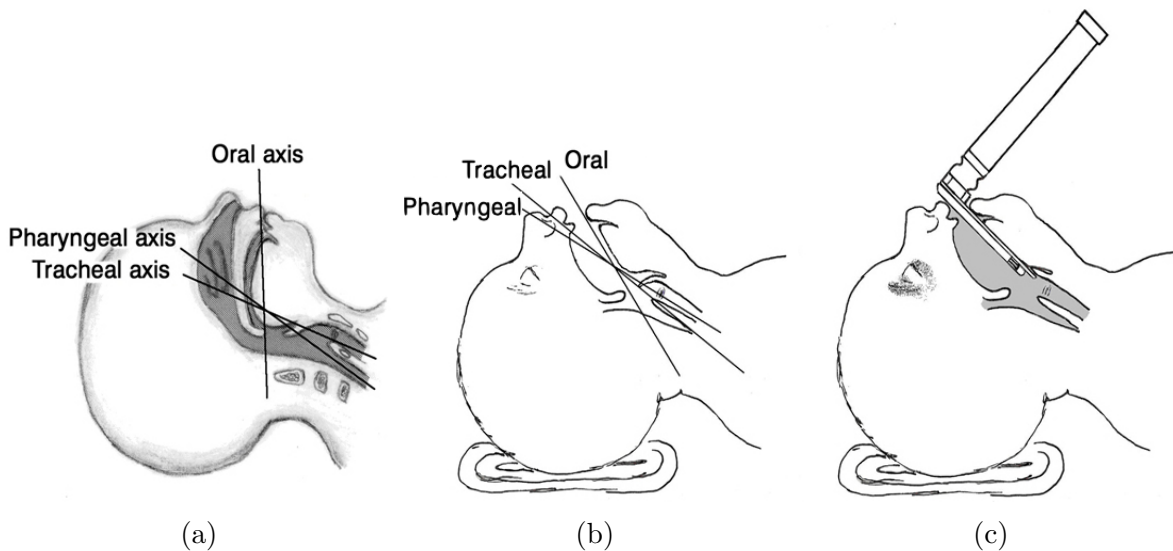 Oral axis
Pharyngeal axis
Tracheal axis
Tracheal
Oral
Pharyngeal
(a)
(b)
(c)